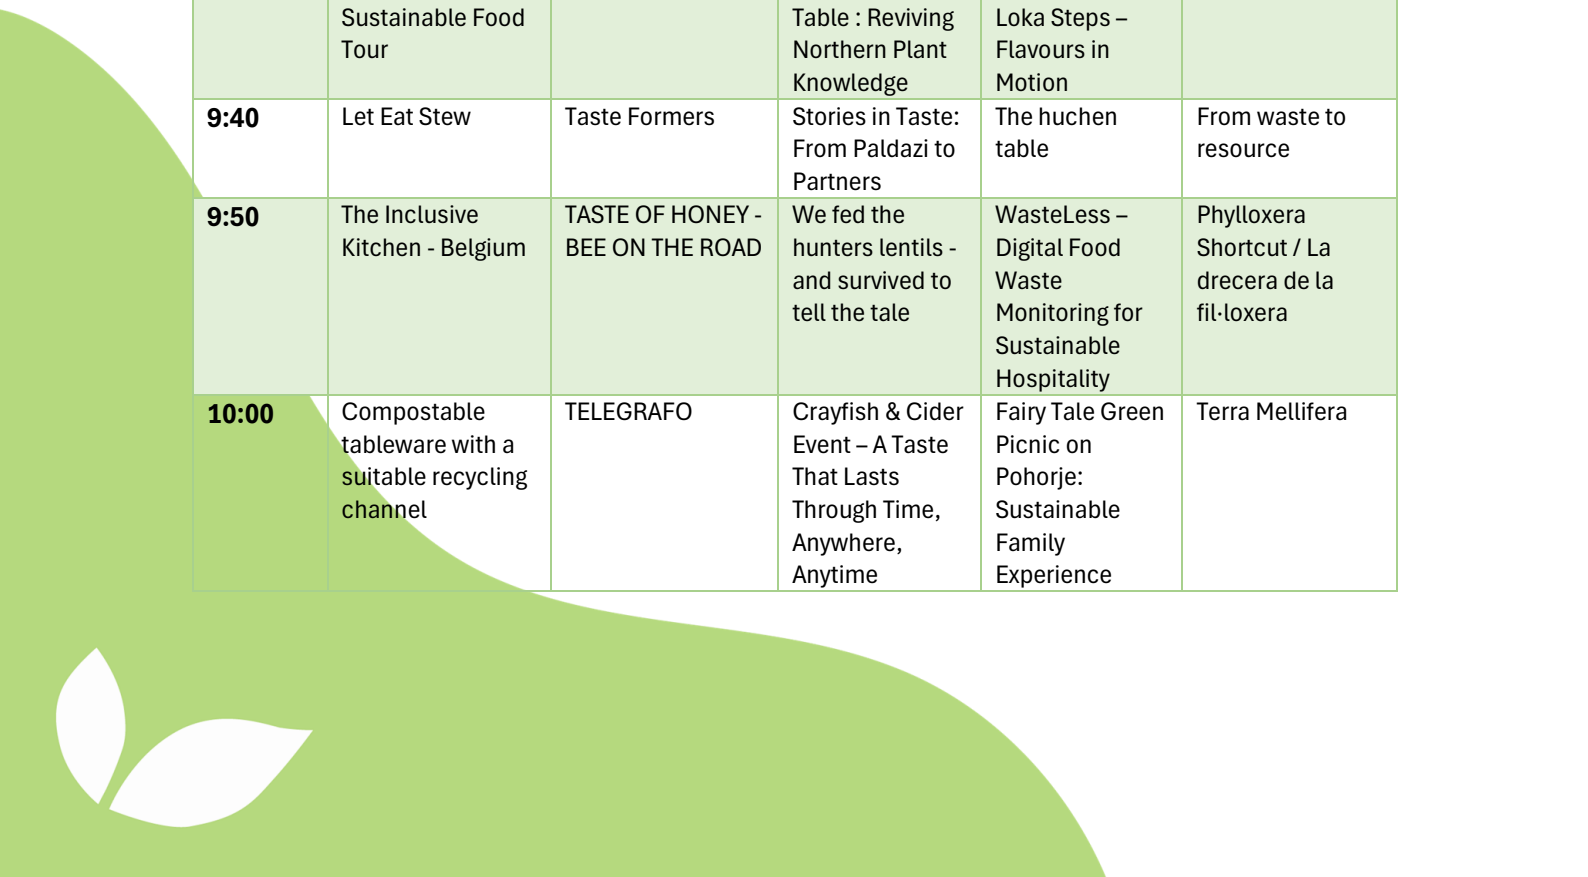 Sustainable Food
Tour
Table : Reviving
Northern Plant
Knowledge
Loka Steps –
Flavours in
Motion
9:40
Let Eat Stew
Taste Formers
Stories in Taste:
From Paldazi to
Partners
The huchen
table
From waste to
resource
9:50
The Inclusive
Kitchen - Belgium
TASTE OF HONEY -
BEE ON THE ROAD
We fed the
hunters lentils -
and survived to
tell the tale
WasteLess –
Digital Food
Waste
Monitoring for
Sustainable
Hospitality
Phylloxera
Shortcut / La
drecera de la
fil·loxera
10:00
Compostable
tableware with a
suitable recycling
channel
TELEGRAFO
Crayfish & Cider
Event – A Taste
That Lasts
Through Time,
Anywhere,
Anytime
Fairy Tale Green
Picnic on
Pohorje:
Sustainable
Family
Experience
Terra Mellifera